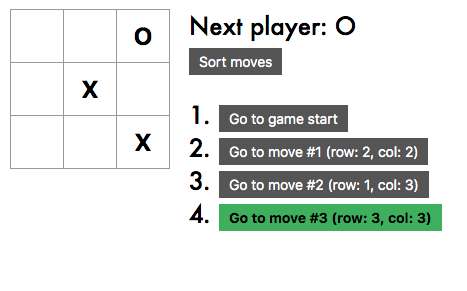 O
X
X
Next player: O
Sort moves
1. Go to game start
2. Go to move #1 (row: 2, col: 2)
3. Go to move #2 (row: 1, col: 3)
4. Go to move #3 (row: 3, col: 3)